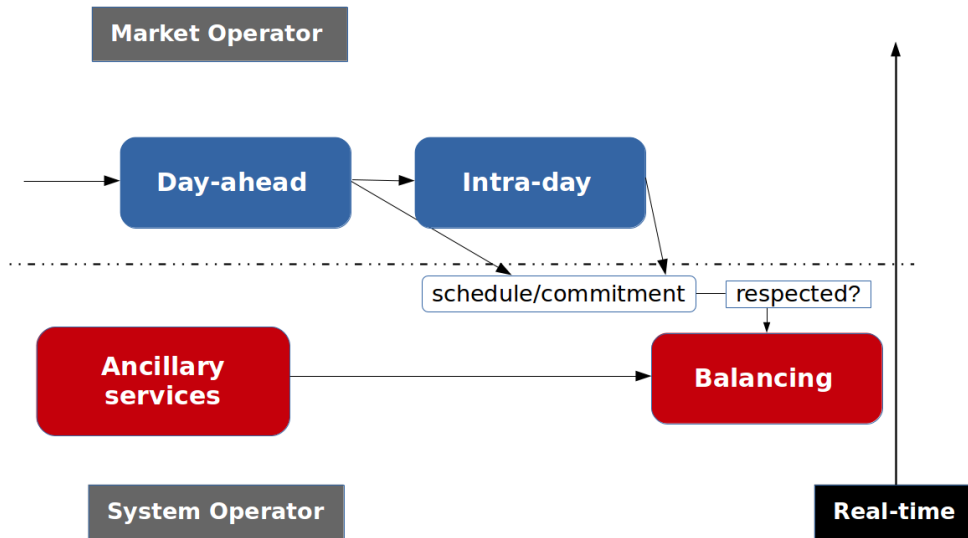 Market Operator
Day-ahead
Intra-day
schedule/commitment
respected?
Ancillary
services
Balancing
System Operator
Real-time